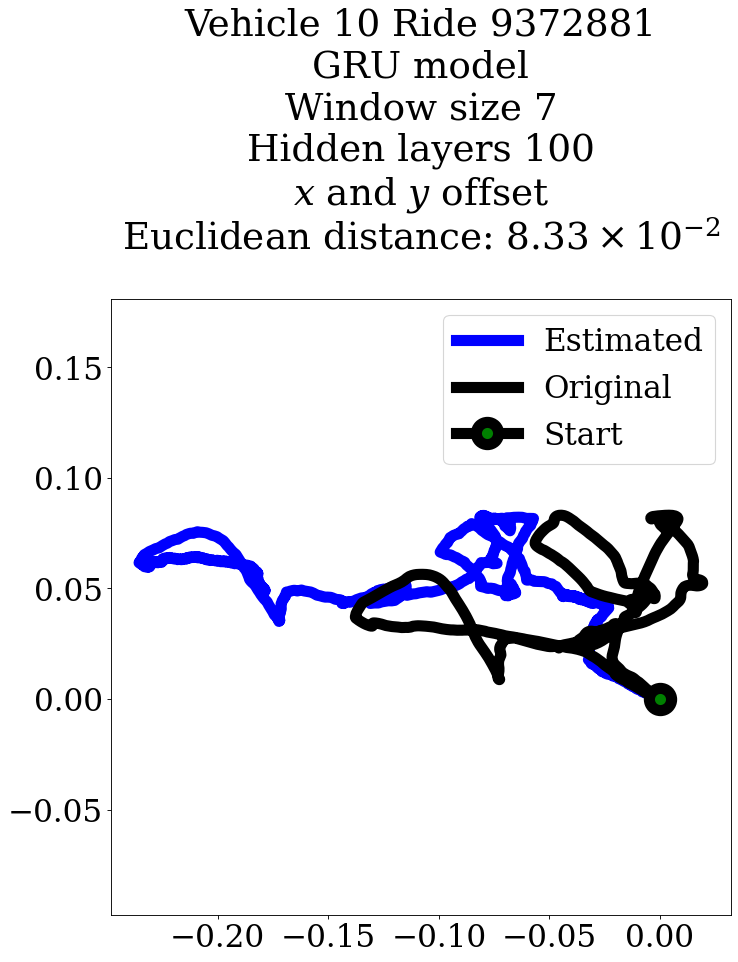 Vehicle 10 Ride 9372881
GRU model
Window size 7
Hidden layers 100
x and y offset
Euclidean distance: 8.33 × 10⁻²
Estimated
Original
Start
0.15
0.10
0.05
0.00
−0.05
−0.20 −0.15 −0.10 −0.05 0.00